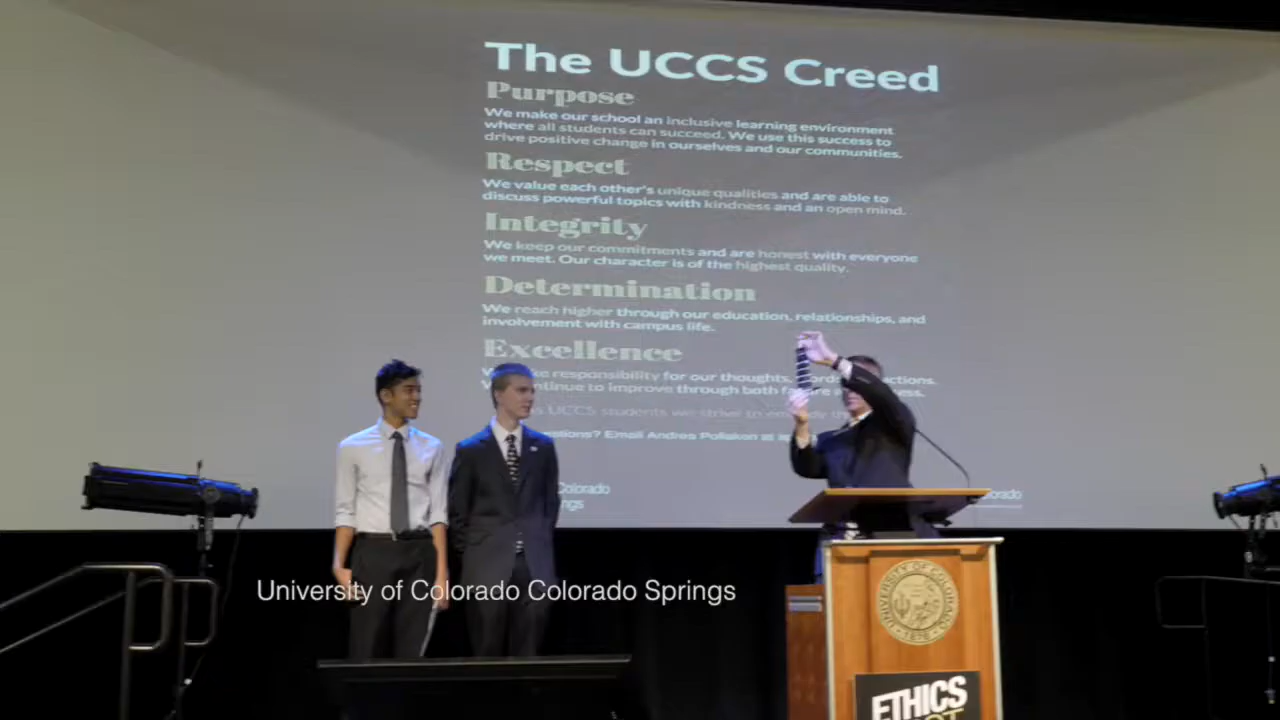 The UCCS Creed
Purpose
We make our school an inclusive learning environment
where all students can succeed. We use this success to
drive positive change in ourselves and our communities.
Respect
We value each other's unique qualities and are able to
discuss powerful topics with kindness and an open mind.
Integrity
We keep our commitments and are honest with everyone
we meet. Our character is of the highest quality.
Determination
We reach higher through our education, relationships, and
involvement with campus life.
Excellence
responsibility for our thoughts,
to improve through both
UCCS students we strive to
Email Andrea
Colorado
University of Colorado Colorado Springs
UNIVERSITY OF COLORADO
1876
ETHICS